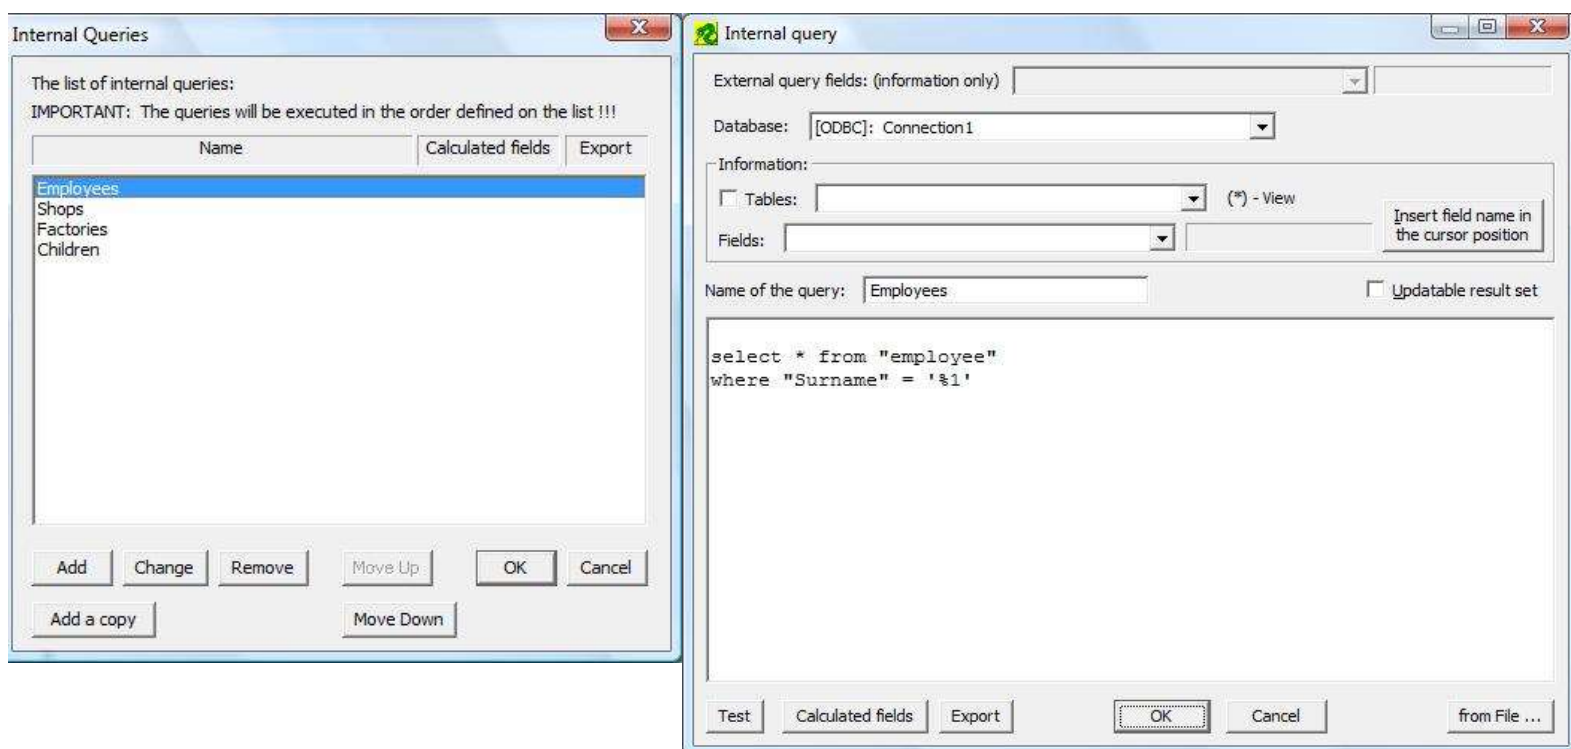 Internal Queries
The list of internal queries:
IMPORTANT: The queries will be executed in the order defined on the list !!!
Name Calculated fields Export
Employees
Shops
Factories
Children
Add Change Remove Move Up OK Cancel
Add a copy Move Down
Internal query
External query fields: (information only)
Database: [ODBC]: Connection1
Information:
Tables: (*) - View
Insert field name in
the cursor position
Fields:
Name of the query: Employees Updatable result set
select * from "employee"
where "Surname" = '%1'
Test Calculated fields Export OK Cancel from File ...